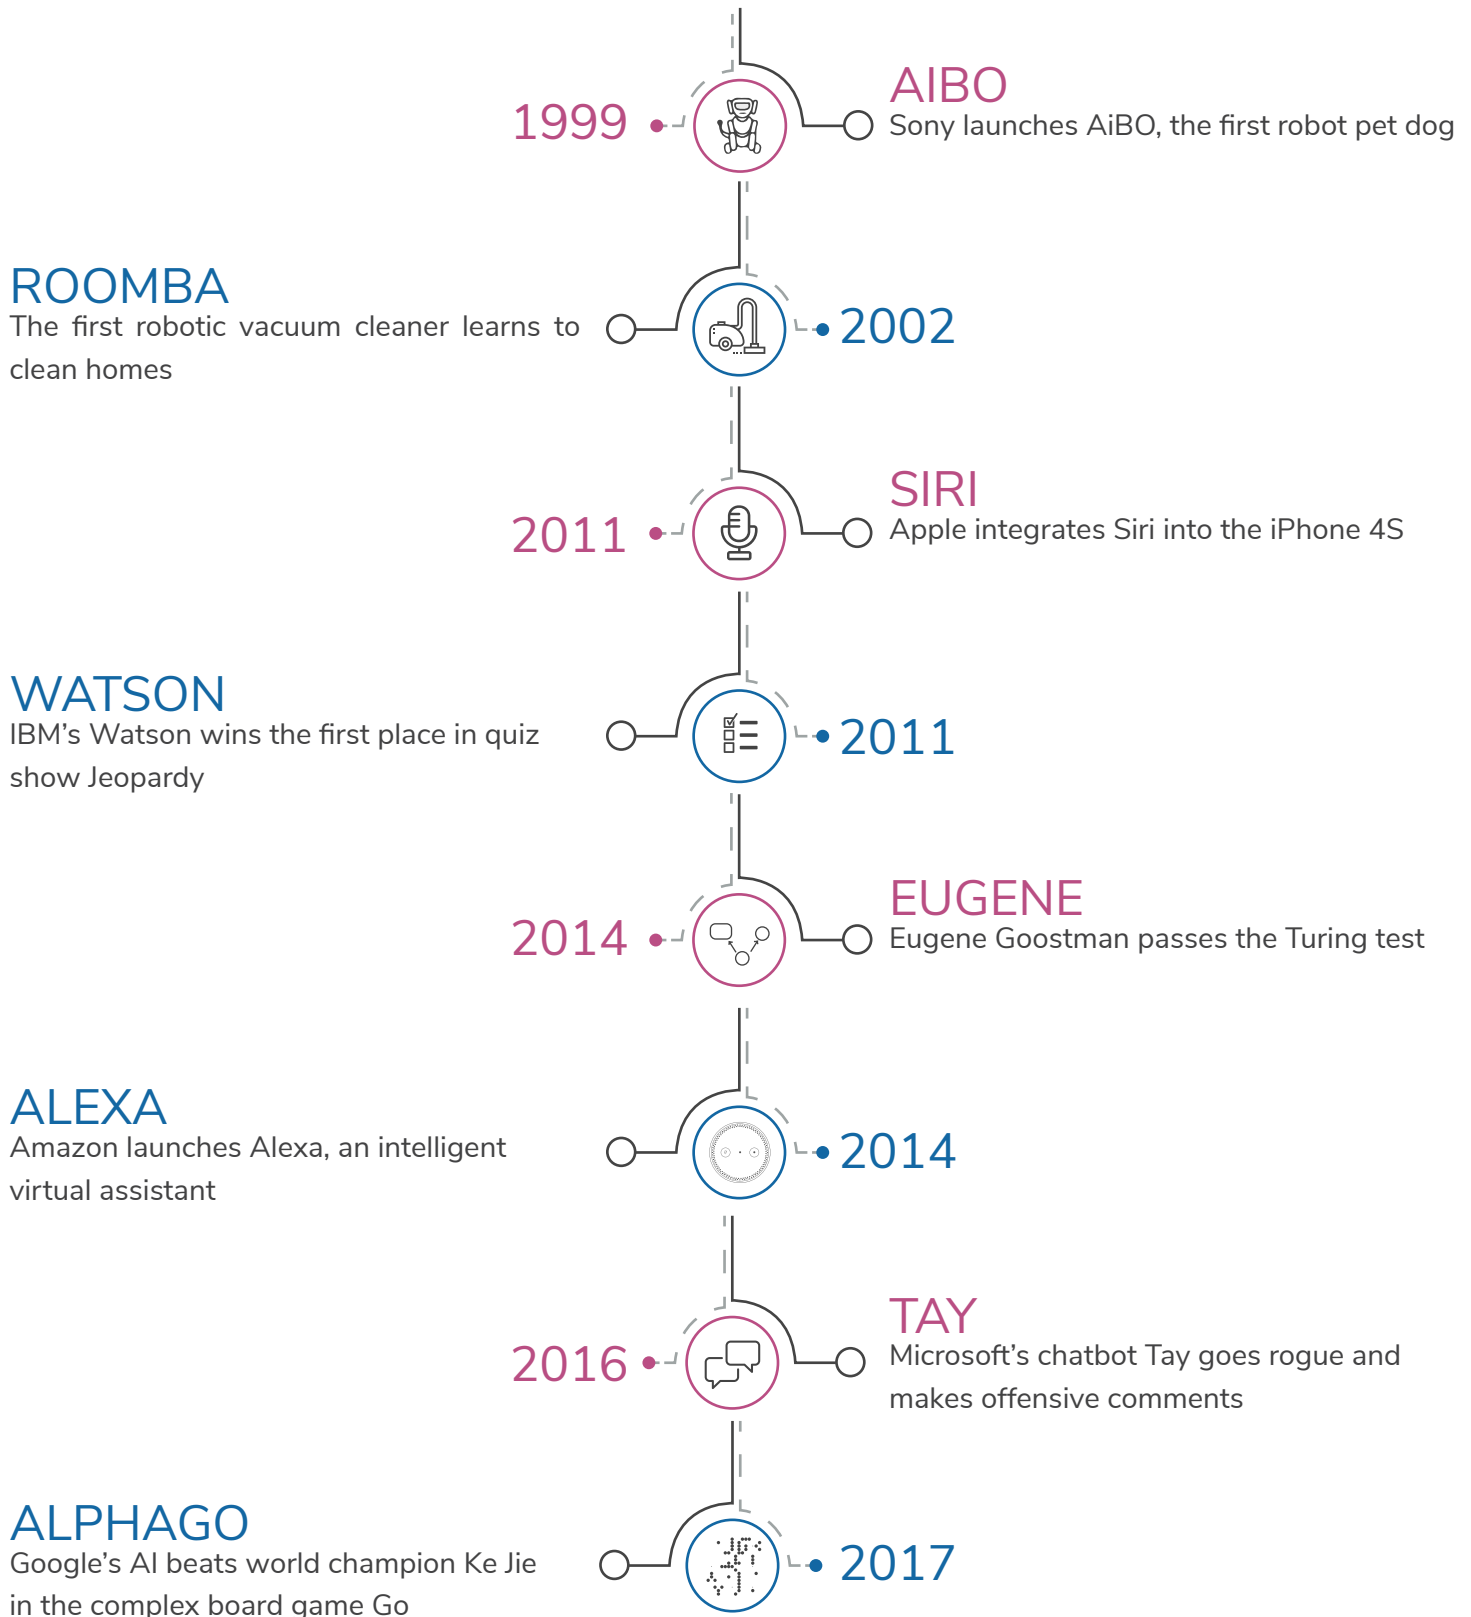 1999
AIBO
Sony launches AiBO, the first robot pet dog
ROOMBA
The first robotic vacuum cleaner learns to
clean homes
2002
2011
SIRI
Apple integrates Siri into the iPhone 4S
WATSON
IBM’s Watson wins the first place in quiz
show Jeopardy
2011
2014
EUGENE
Eugene Goostman passes the Turing test
ALEXA
Amazon launches Alexa, an intelligent
virtual assistant
2014
2016
TAY
Microsoft’s chatbot Tay goes rogue and
makes offensive comments
ALPHAGO
Google’s AI beats world champion Ke Jie
in the complex board game Go
2017